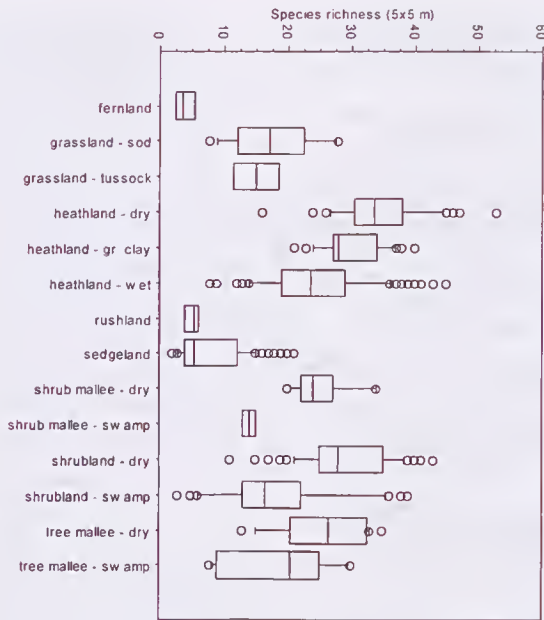 Species richness (5x5 m)
0 10 20 30 40 50 60
fernland
grassland - sod
grassland - tussock
heathland - dry
heathland - gr clay
heathland - wet
rushland
sedgeland
shrub mallee - dry
shrub mallee - swamp
shrubland - dry
shrubland - swamp
tree mallee - dry
tree mallee - swamp